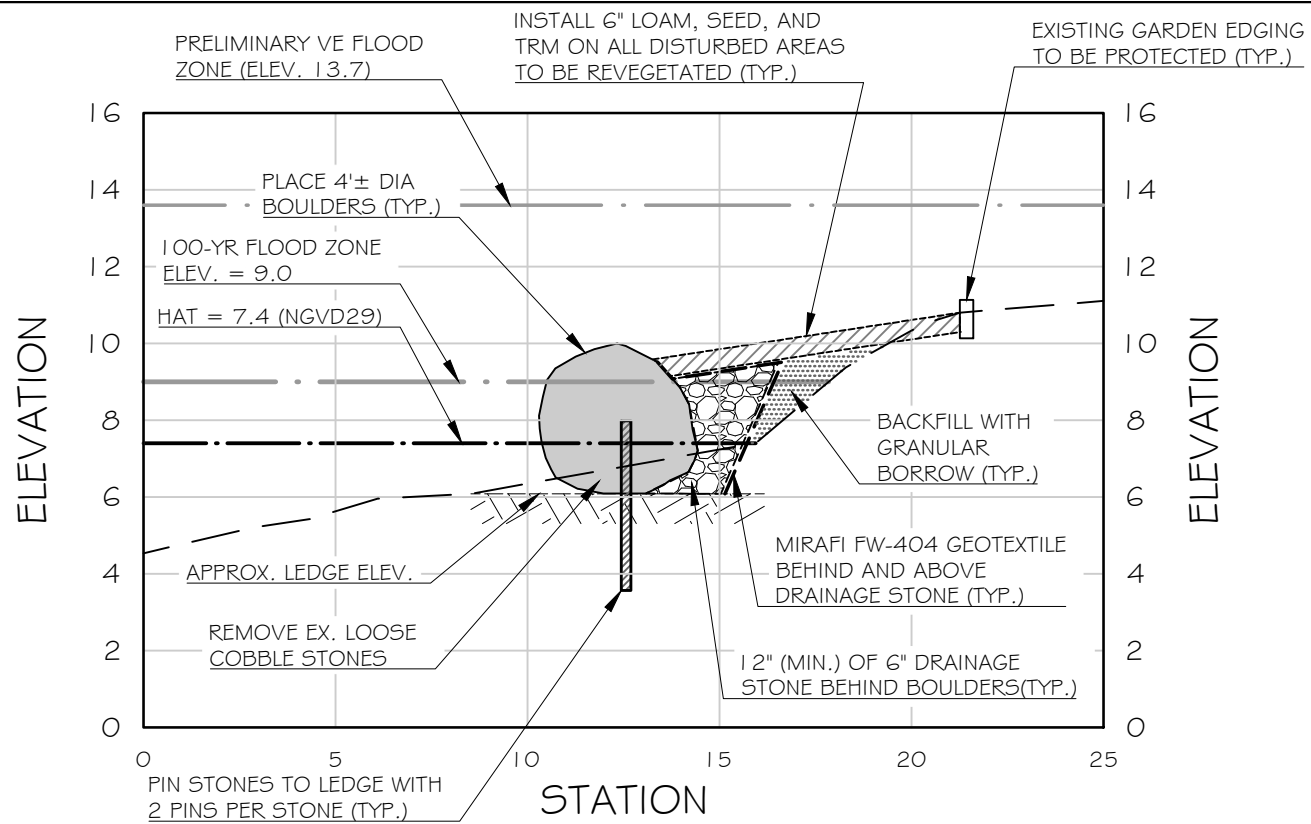 INSTALL 6" LOAM, SEED, AND
TRM ON ALL DISTURBED AREAS
TO BE REVEGETATED (TYP.)
PRELIMINARY VE FLOOD
ZONE (ELEV. 13.7)
EXISTING GARDEN EDGING
TO BE PROTECTED (TYP.)
16
14
12
10
8
6
4
2
0
ELEVATION
PLACE 4'± DIA
BOULDERS (TYP.)
100-YR FLOOD ZONE
ELEV. = 9.0
HAT = 7.4 (NGVD29)
APPROX. LEDGE ELEV.
REMOVE EX. LOOSE
COBBLE STONES
BACKFILL WITH
GRANULAR
BORROW (TYP.)
MIRAFI FW-404 GEOTEXTILE
BEHIND AND ABOVE
DRAINAGE STONE (TYP.)
12" (MIN.) OF 6" DRAINAGE
STONE BEHIND BOULDERS(TYP.)
16
14
12
10
8
6
4
2
0
ELEVATION
0
5
10
15
20
25
PIN STONES TO LEDGE WITH
2 PINS PER STONE (TYP.)
STATION